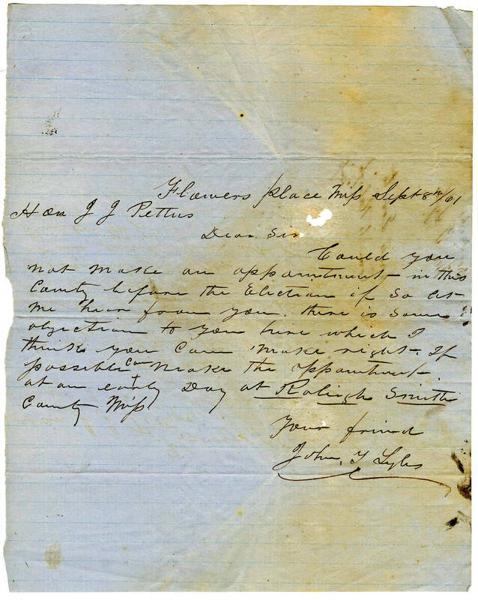 Flowers place Miss Sept 8th/61
Hon J J Pettus
Dear Sir
Could you
not make an appointment in this
County before the Election if So let
me hear from you. there is Some
objection to you here which I
think you Can make right. If
possible make the appointment
at an early Day at Raleigh Smith
County Miss
Your friend
John. T Lyles